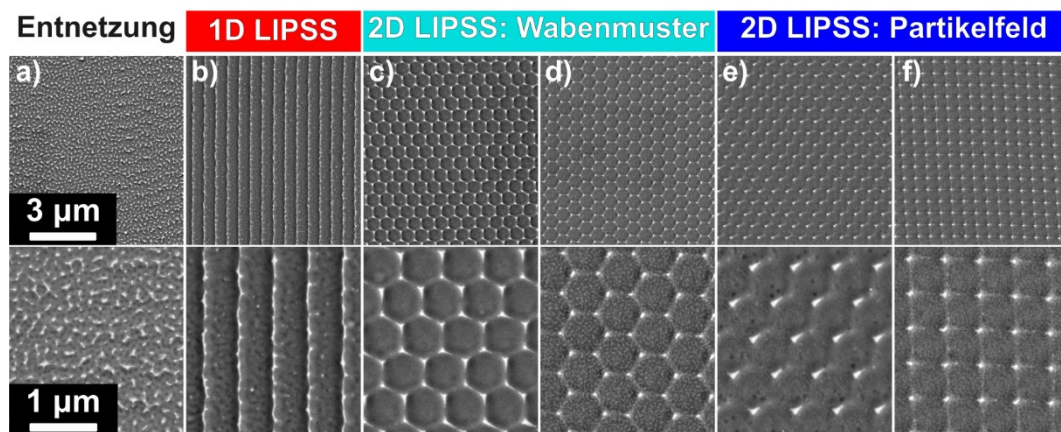 Entnetzung 1D LIPSS 2D LIPSS: Wabenmuster 2D LIPSS: Partikelfeld
a) b) c) d) e) f)
3 µm
1 µm